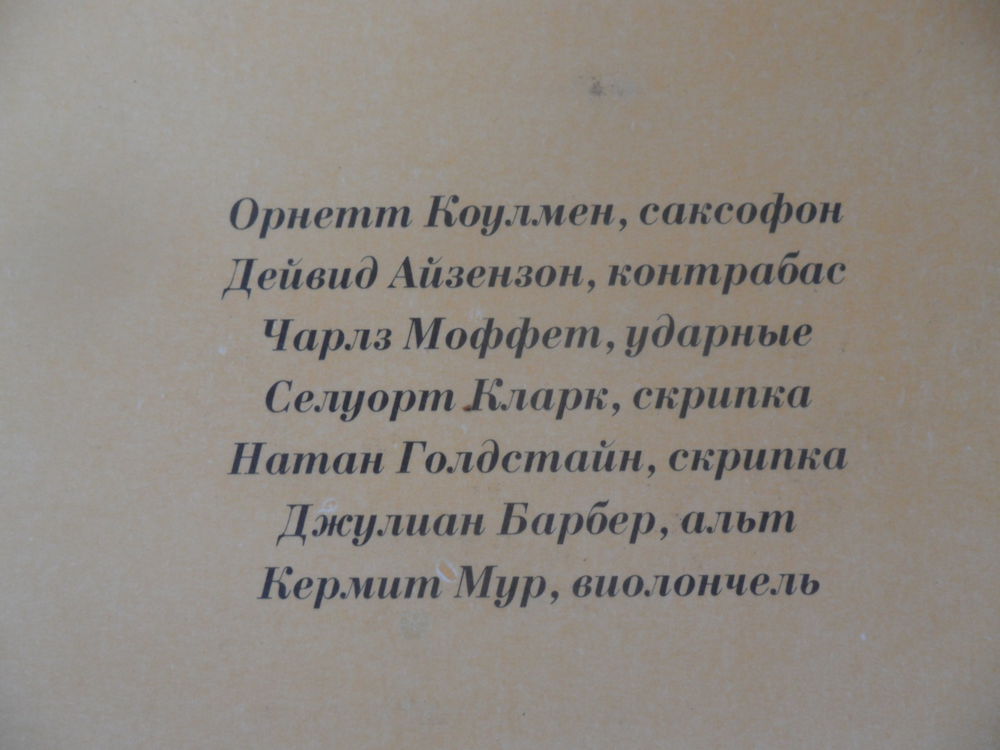 Орнетт Коулмен, саксофон
Дейвид Айзензон, контрабас
Чарлз Моффет, ударные
Селуорт Кларк, скрипка
Натан Голдстайн, скрипка
Джулиан Барбер, альт
Кермит Мур, виолончель